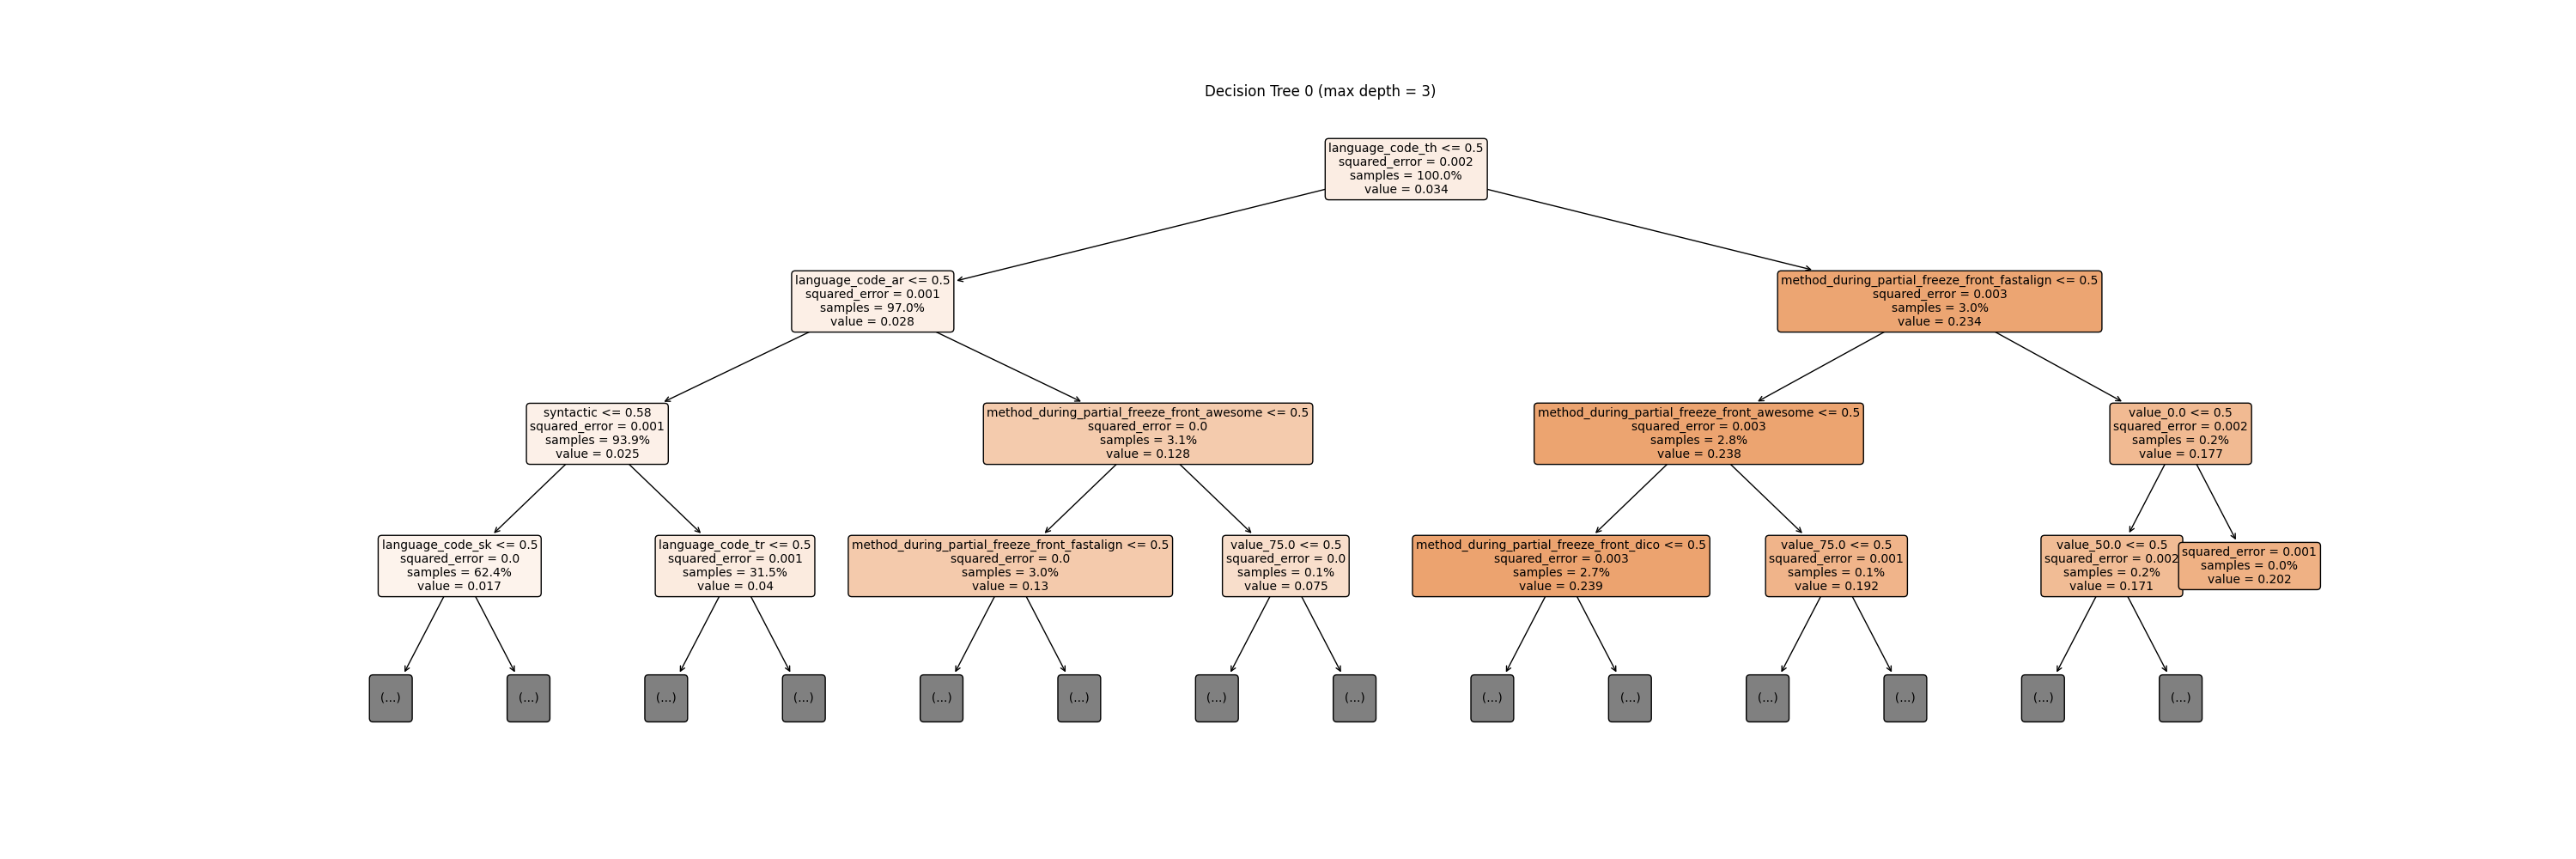 Decision Tree 0 (max depth = 3)
language_code_th <= 0.5
squared_error = 0.002
samples = 100.0%
value = 0.034
language_code_ar <= 0.5
squared_error = 0.001
samples = 97.0%
value = 0.028
method_during_partial_freeze_front_fastalign <= 0.5
squared_error = 0.003
samples = 3.0%
value = 0.234
syntactic <= 0.58
squared_error = 0.001
samples = 93.9%
value = 0.025
method_during_partial_freeze_front_awesome <= 0.5
squared_error = 0.0
samples = 3.1%
value = 0.128
method_during_partial_freeze_front_awesome <= 0.5
squared_error = 0.003
samples = 2.8%
value = 0.238
value_0.0 <= 0.5
squared_error = 0.002
samples = 0.2%
value = 0.177
language_code_sk <= 0.5
squared_error = 0.0
samples = 62.4%
value = 0.017
language_code_tr <= 0.5
squared_error = 0.001
samples = 31.5%
value = 0.04
method_during_partial_freeze_front_fastalign <= 0.5
squared_error = 0.0
samples = 3.0%
value = 0.13
value_75.0 <= 0.5
squared_error = 0.0
samples = 0.1%
value = 0.075
method_during_partial_freeze_front_dico <= 0.5
squared_error = 0.003
samples = 2.7%
value = 0.239
value_75.0 <= 0.5
squared_error = 0.001
samples = 0.1%
value = 0.192
value_50.0 <= 0.5
squared_error = 0.002
samples = 0.2%
value = 0.171
squared_error = 0.001
samples = 0.0%
value = 0.202
(...)
(...)
(...)
(...)
(...)
(...)
(...)
(...)
(...)
(...)
(...)
(...)
(...)
(...)